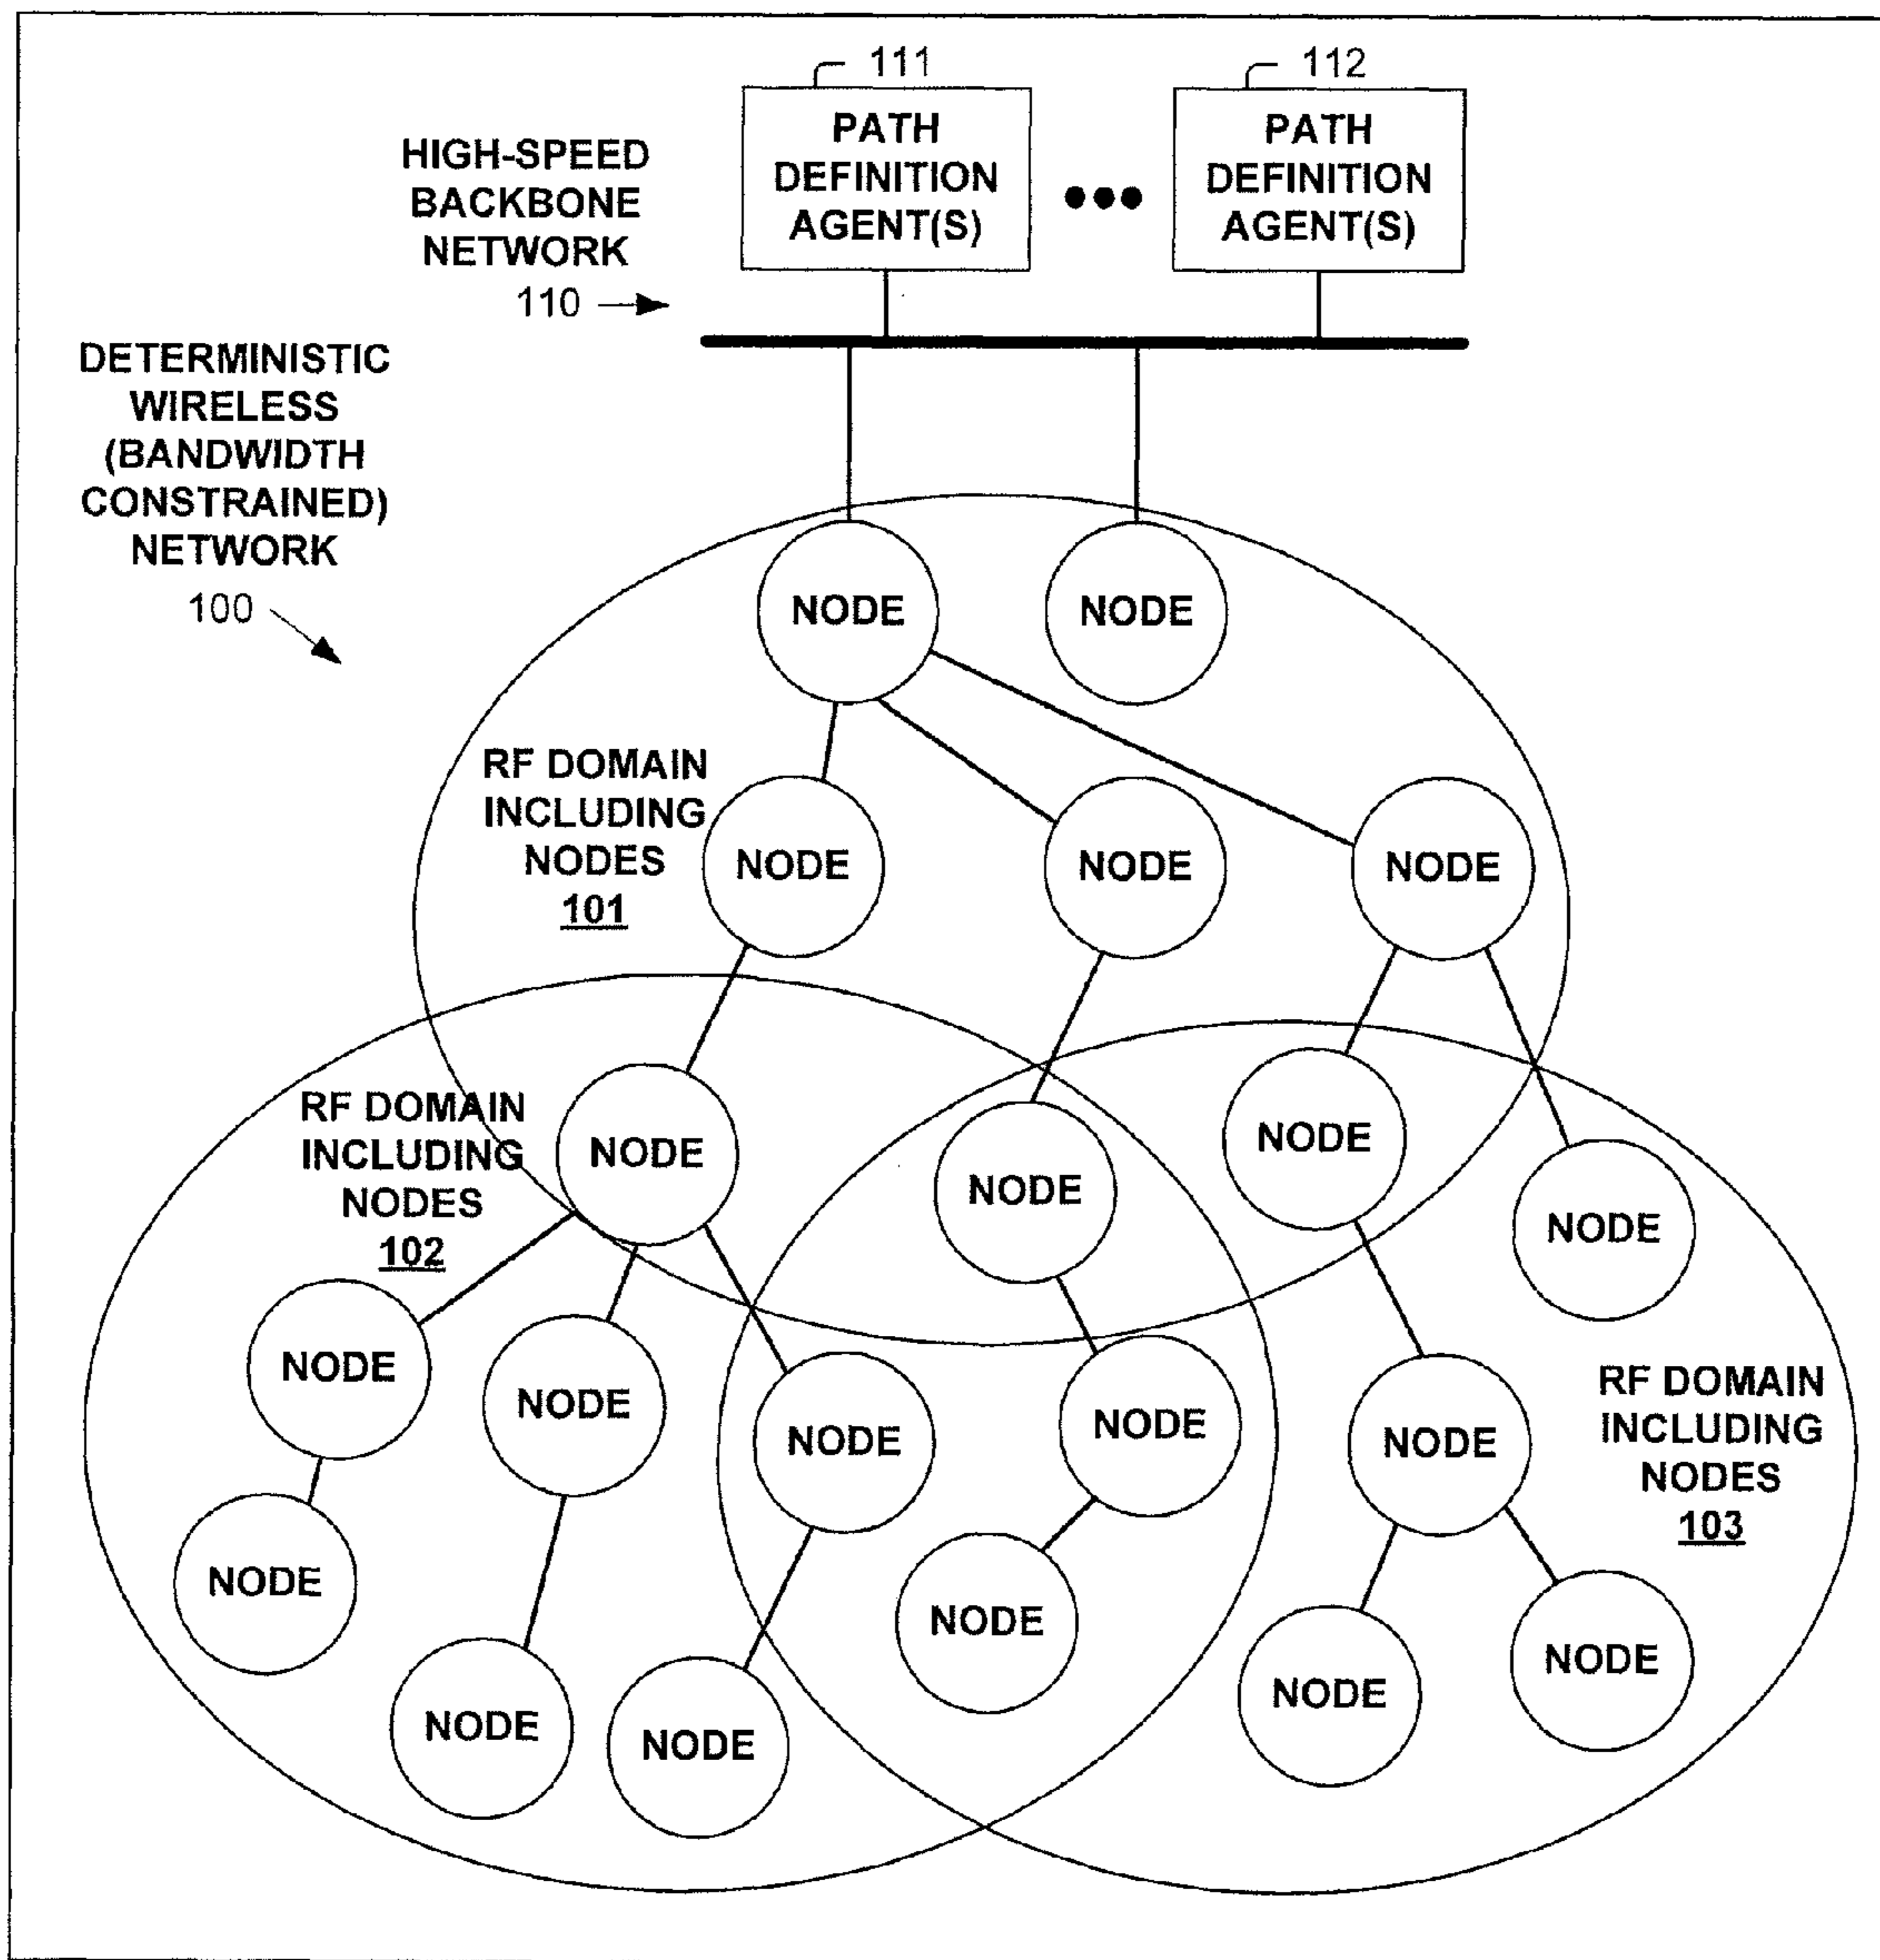 111
112
PATH
DEFINITION
AGENT(S)
PATH
DEFINITION
AGENT(S)
HIGH-SPEED
BACKBONE
NETWORK
110
DETERMINISTIC
WIRELESS
(BANDWIDTH
CONSTRAINED)
NETWORK
100
NODE
NODE
RF DOMAIN
INCLUDING
NODES
101
NODE
NODE
NODE
RF DOMAIN
INCLUDING
NODES
102
NODE
NODE
NODE
NODE
NODE
NODE
NODE
NODE
NODE
RF DOMAIN
INCLUDING
NODES
103
NODE
NODE
NODE
NODE
NODE
NODE